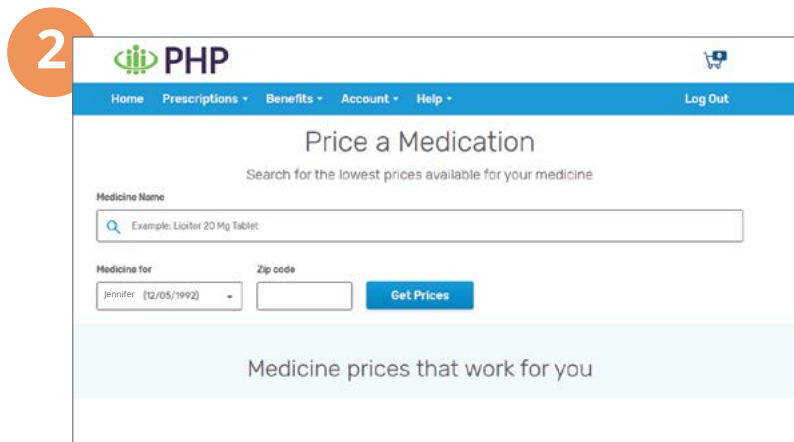 2
PHP
0
Home Prescriptions Benefits Account Help Log Out
Price a Medication
Search for the lowest prices available for your medicine
Medicine Name
Example: Lipitor 20 Mg Tablet
Medicine for Zip code
Jennifer (12/05/1992) Get Prices
Medicine prices that work for you